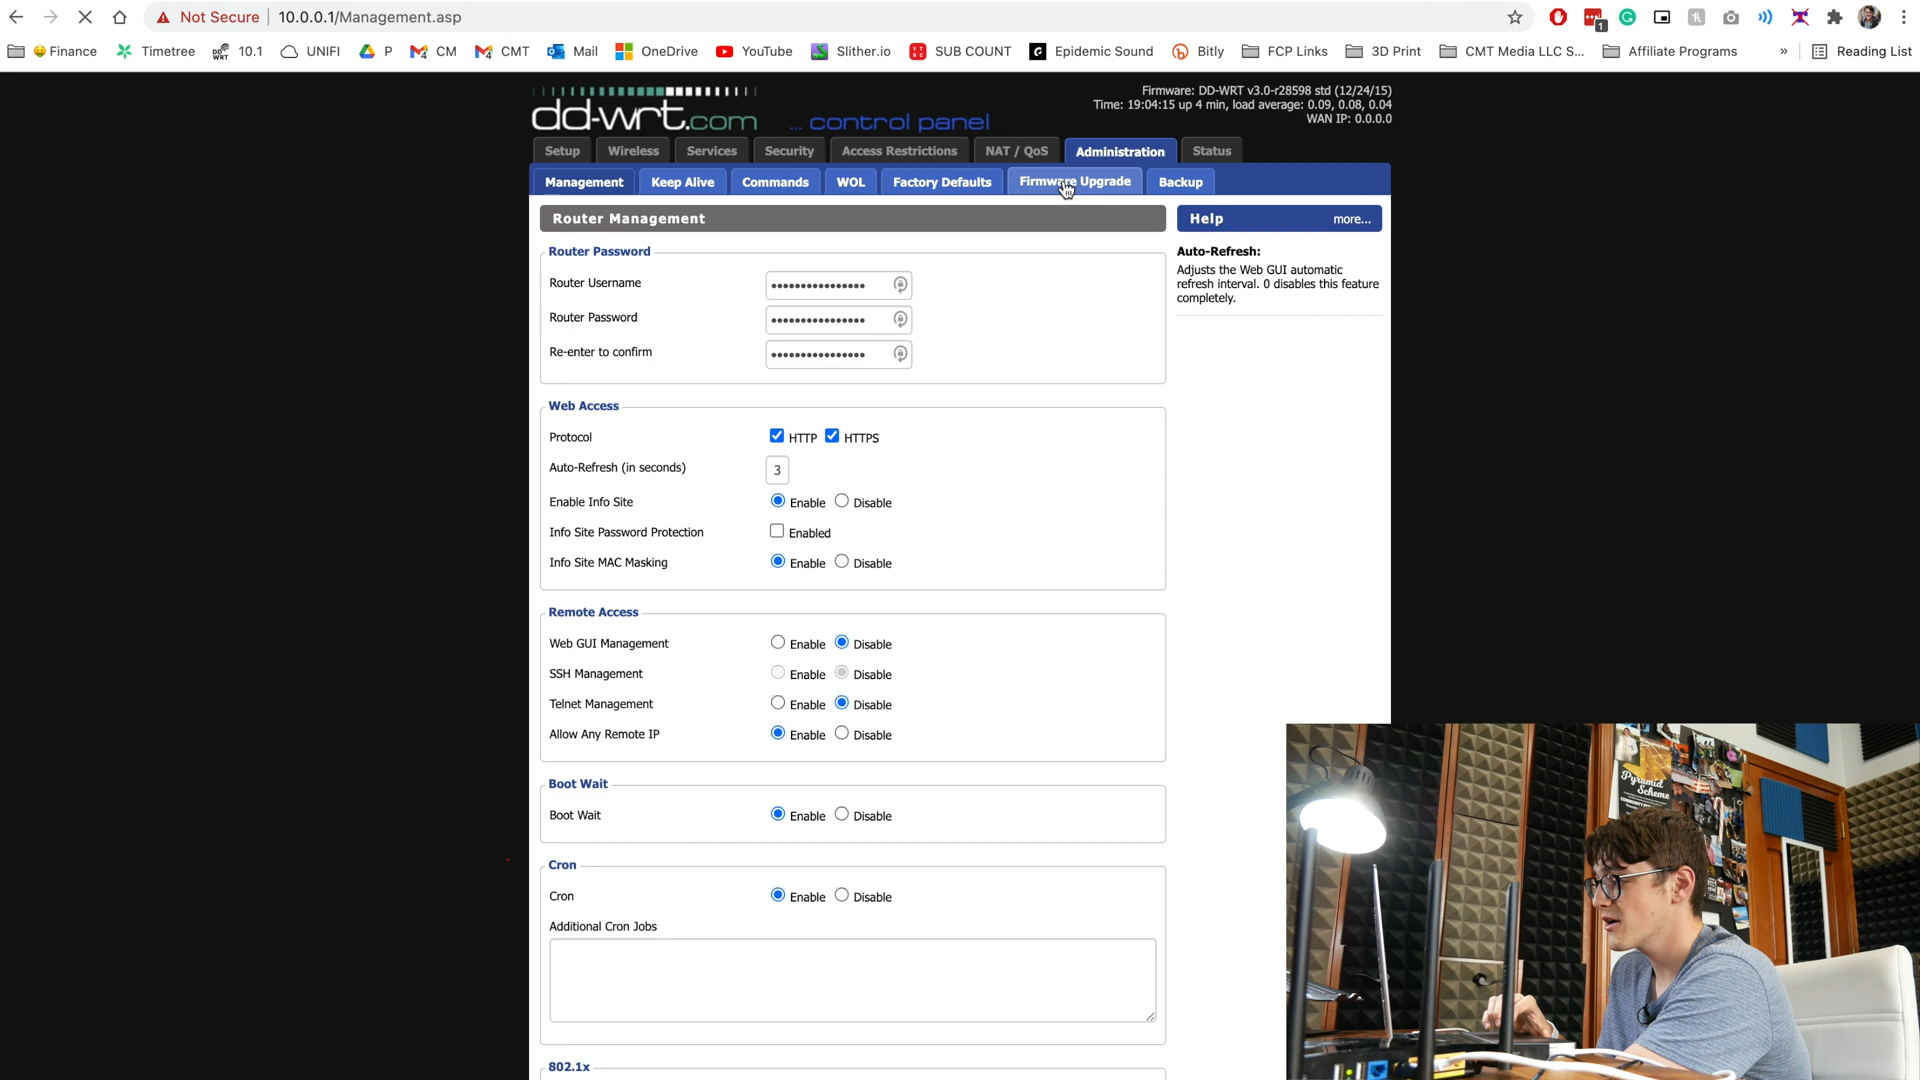 Not Secure | 10.0.0.1/Management.asp
1
Finance Timetree DD WRT 10.1 UNIFI P CM CMT Mail OneDrive YouTube Slither.io SUB COUNT Epidemic Sound Bitly FCP Links 3D Print CMT Media LLC S... Affiliate Programs » Reading List
dd-wrt.com ... control panel
Firmware: DD-WRT v3.0-r28598 std (12/24/15)
Time: 19:04:15 up 4 min, load average: 0.09, 0.08, 0.04
WAN IP: 0.0.0.0
Setup Wireless Services Security Access Restrictions NAT / QoS Administration Status
Management Keep Alive Commands WOL Factory Defaults Firmware Upgrade Backup
Router Management
Help more...
Router Password
Auto-Refresh:
Adjusts the Web GUI automatic
refresh interval. 0 disables this feature
completely.
Router Username
Router Password
Re-enter to confirm
Web Access
Protocol HTTP HTTPS
Auto-Refresh (in seconds) 3
Enable Info Site Enable Disable
Info Site Password Protection Enabled
Info Site MAC Masking Enable Disable
Remote Access
Web GUI Management Enable Disable
SSH Management Enable Disable
Telnet Management Enable Disable
Allow Any Remote IP Enable Disable
Boot Wait
Boot Wait Enable Disable
Cron
Cron Enable Disable
Additional Cron Jobs
802.1x
Pyramid
Scheme